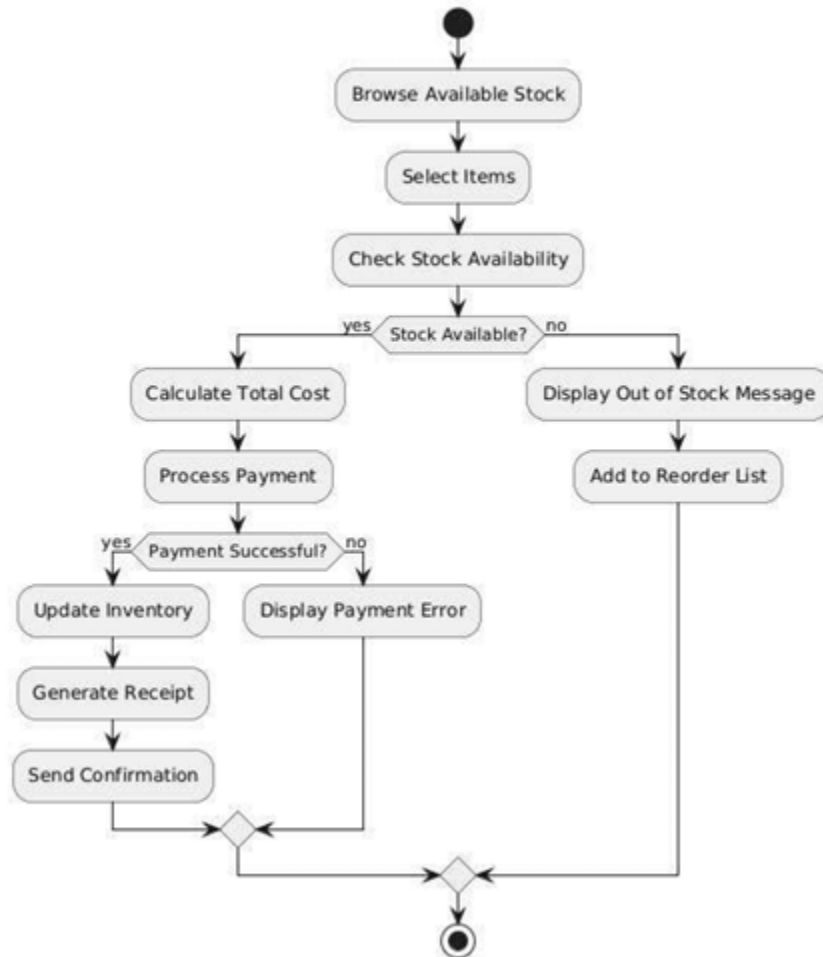 Browse Available Stock
Select Items
Check Stock Availability
yes
Stock Available?
no
Calculate Total Cost
Display Out of Stock Message
Process Payment
Add to Reorder List
yes
Payment Successful?
no
Update Inventory
Display Payment Error
Generate Receipt
Send Confirmation